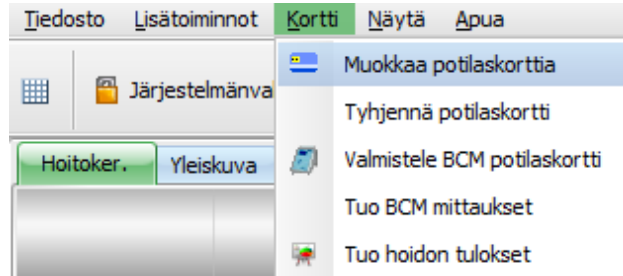 Tiedosto Lisätoiminnot Kortti Näytä Apua
Järjestelmänva
Hoitoker. Yleiskuva
Muokkaa potilaskorttia
Tyhjennä potilaskortti
Valmistele BCM potilaskortti
Tuo BCM mittaukset
Tuo hoidon tulokset